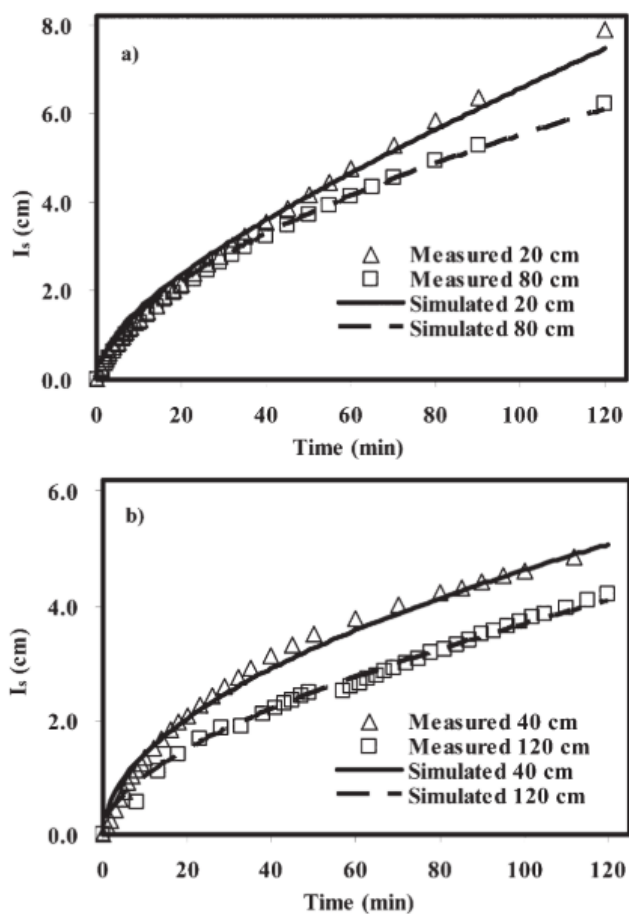 8.0
a)
6.0
4.0
2.0
0.0
I_s (cm)
Measured 20 cm
Measured 80 cm
Simulated 20 cm
Simulated 80 cm
0 20 40 60 80 100 120
Time (min)
6.0
b)
4.0
2.0
0.0
I_s (cm)
Measured 40 cm
Measured 120 cm
Simulated 40 cm
Simulated 120 cm
0 20 40 60 80 100 120
Time (min)